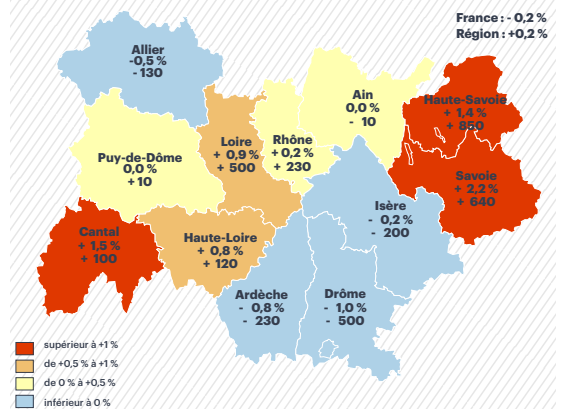 France : - 0,2 %
Région : +0,2 %
Allier
-0,5 %
- 130
Ain
0,0 %
- 10
Haute-Savoie
+ 1,4 %
+ 850
Loire
+ 0,9 %
+ 500
Rhône
+ 0,2 %
+ 230
Puy-de-Dôme
0,0 %
+ 10
Savoie
+ 2,2 %
+ 640
Isère
- 0,2 %
- 200
Cantal
+ 1,5 %
+ 100
Haute-Loire
+ 0,8 %
+ 120
Ardèche
- 0,8 %
- 230
Drôme
- 1,0 %
- 500
supérieur à +1 %
de +0,5 % à +1 %
de 0 % à +0,5 %
inférieur à 0 %